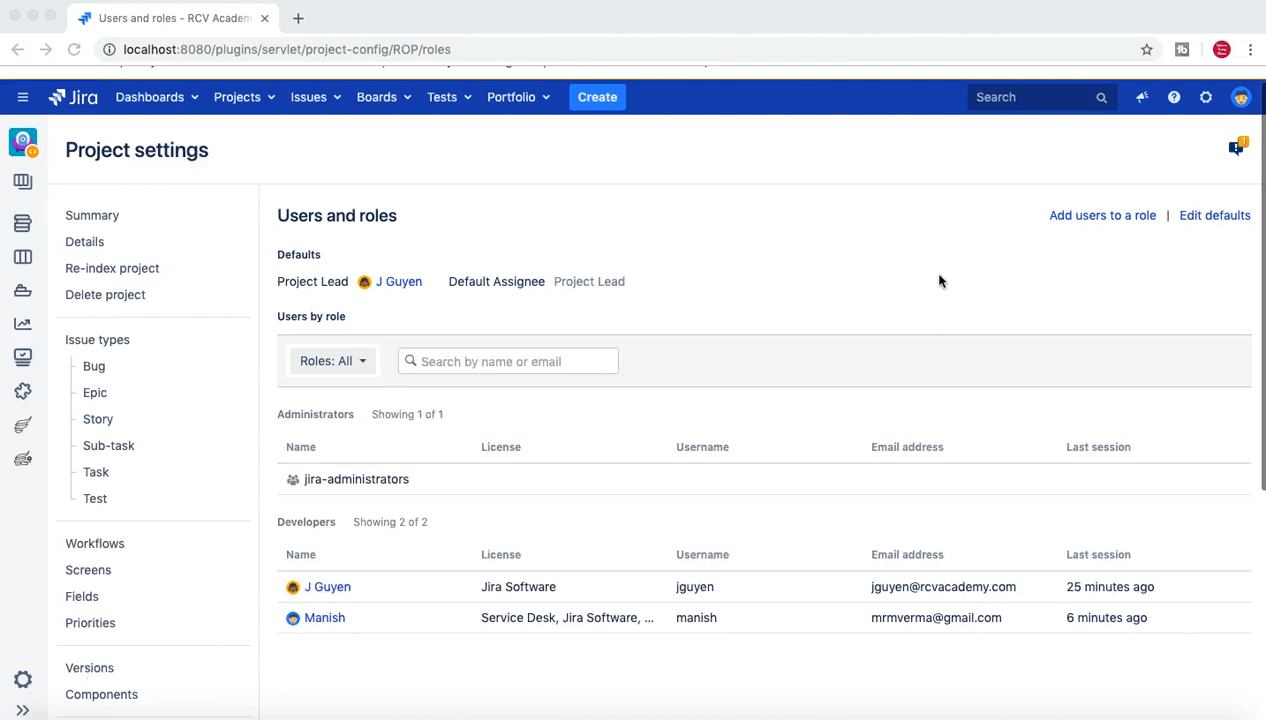 Users and roles - RCV Academ
localhost:8080/plugins/servlet/project-config/ROP/roles
Jira Dashboards Projects Issues Boards Tests Portfolio Create Search
Project settings
Summary
Details
Re-index project
Delete project
Issue types
Bug
Epic
Story
Sub-task
Task
Test
Workflows
Screens
Fields
Priorities
Versions
Components
Users and roles
Add users to a role | Edit defaults
Defaults
Project Lead J Guyen Default Assignee Project Lead
Users by role
Roles: All Search by name or email
Administrators Showing 1 of 1
Name License Username Email address Last session
jira-administrators
Developers Showing 2 of 2
Name License Username Email address Last session
J Guyen Jira Software jguyen jguyen@rcvacademy.com 25 minutes ago
Manish Service Desk, Jira Software, ... manish mrmverma@gmail.com 6 minutes ago